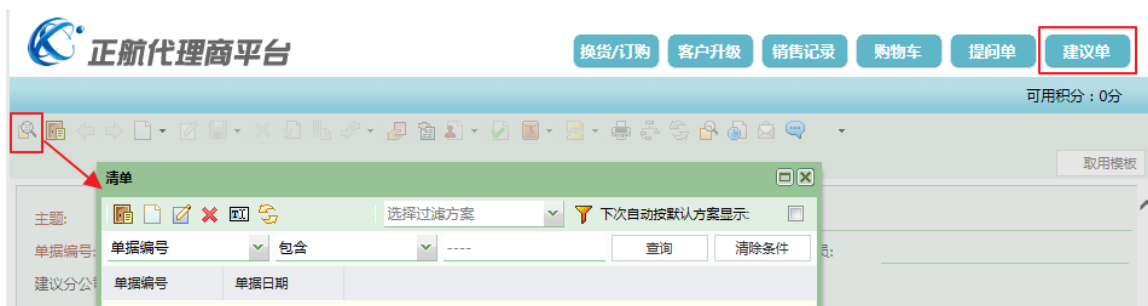 正航代理商平台
换货/订购 客户升级 销售记录 购物车 提问单 建议单
可用积分：0分
取用模板
清单
主题:
选择过滤方案 下次自动按默认方案显示:
单据编号: 单据编号 包含 ---- 查询 清除条件 员:
建议分公 单据编号 单据日期